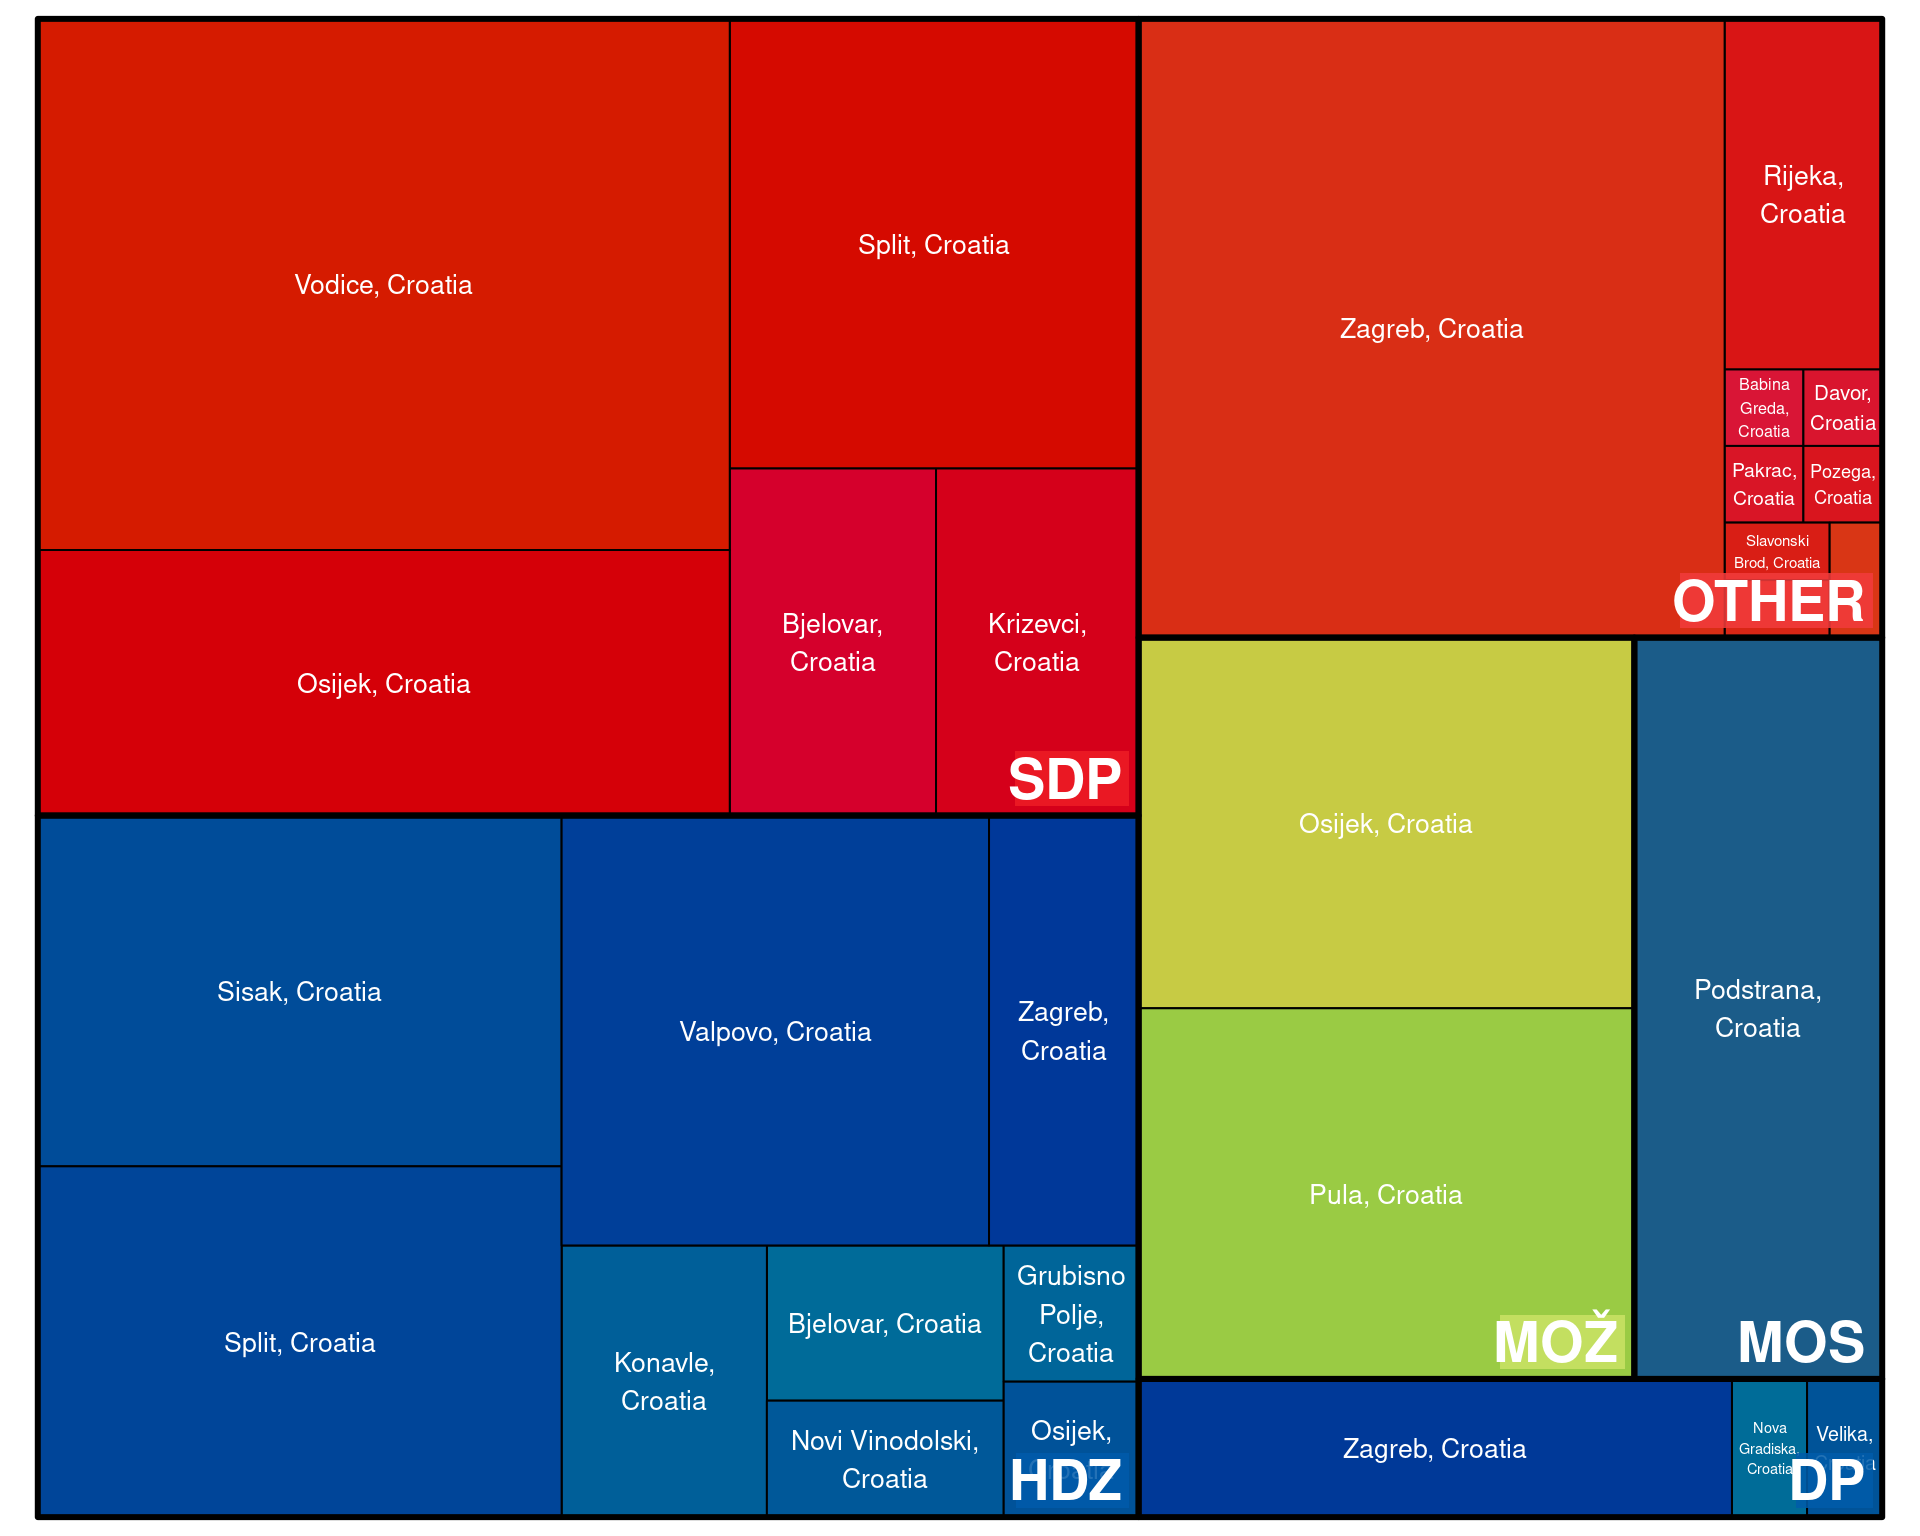 Vodice, Croatia
Split, Croatia
Osijek, Croatia
Bjelovar,
Croatia
Krizevci,
Croatia
SDP
Zagreb, Croatia
Rijeka,
Croatia
Babina
Greda,
Croatia
Davor,
Croatia
Pakrac,
Croatia
Pozega,
Croatia
Slavonski
Brod, Croatia
OTHER
Sisak, Croatia
Split, Croatia
Valpovo, Croatia
Zagreb,
Croatia
Konavle,
Croatia
Bjelovar, Croatia
Novi Vinodolski,
Croatia
Grubisno
Polje,
Croatia
Osijek,
HDZ
Osijek, Croatia
Pula, Croatia
MOŽ
Podstrana,
Croatia
MOS
Zagreb, Croatia
Nova
Gradiska,
Croatia
Velika,
DP